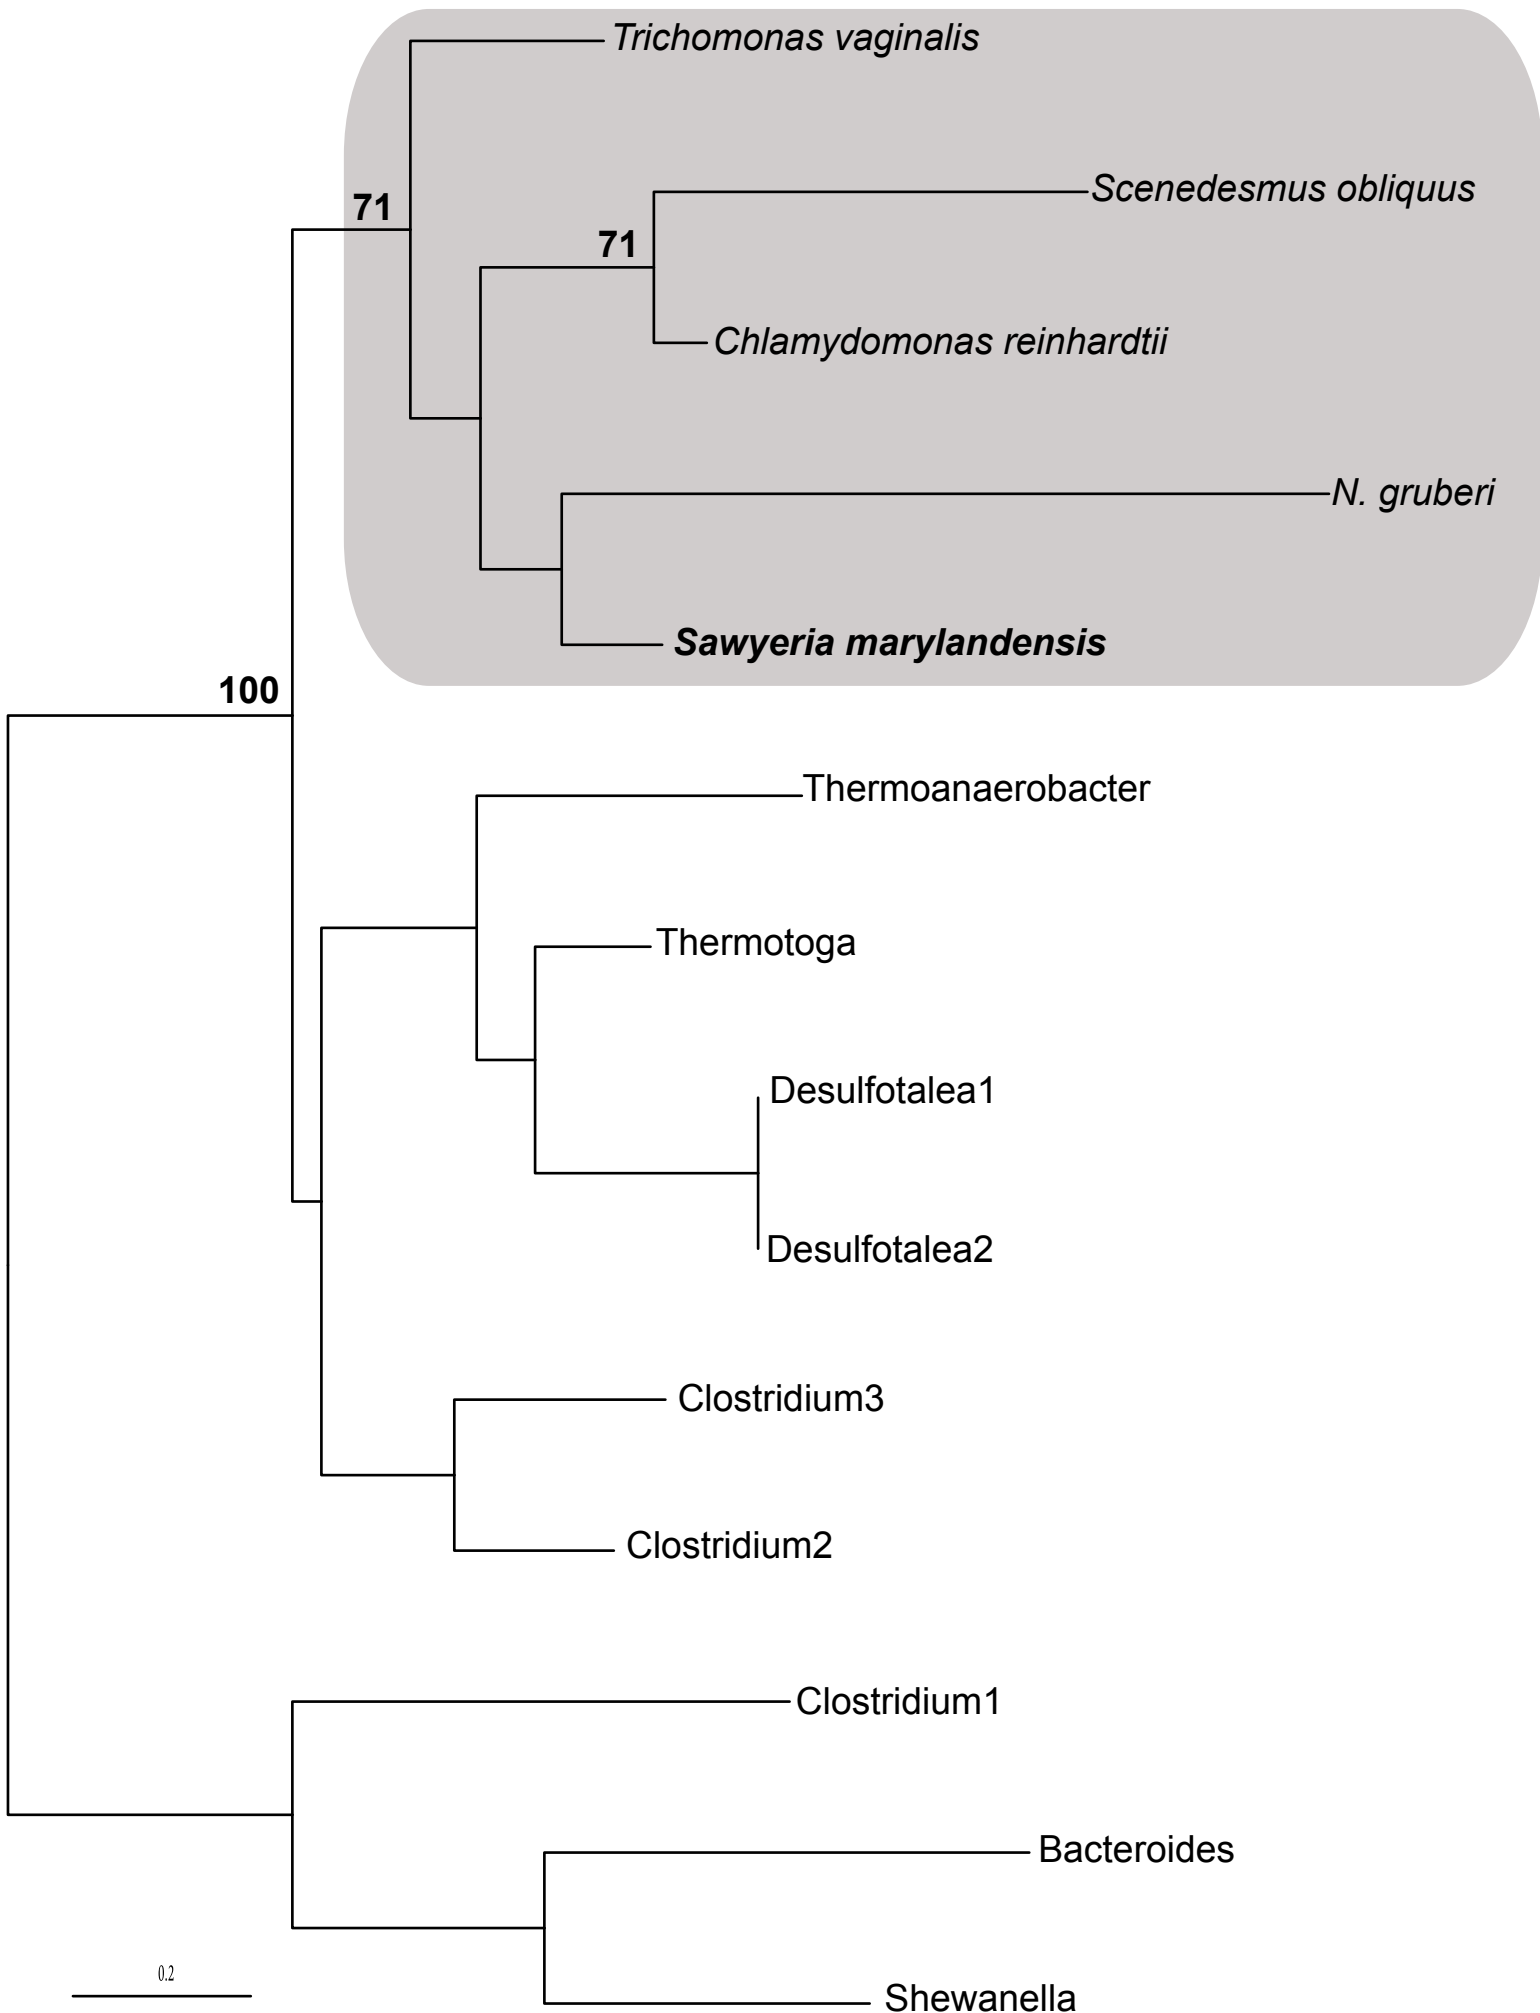 Trichomonas vaginalis
Scenedesmus obliquus
71
71
Chlamydomonas reinhardtii
N. gruberi
Sawyeria marylandensis
100
Thermoanaerobacter
Thermotoga
Desulfotalea1
Desulfotalea2
Clostridium3
Clostridium2
Clostridium1
Bacteroides
0.2
Shewanella